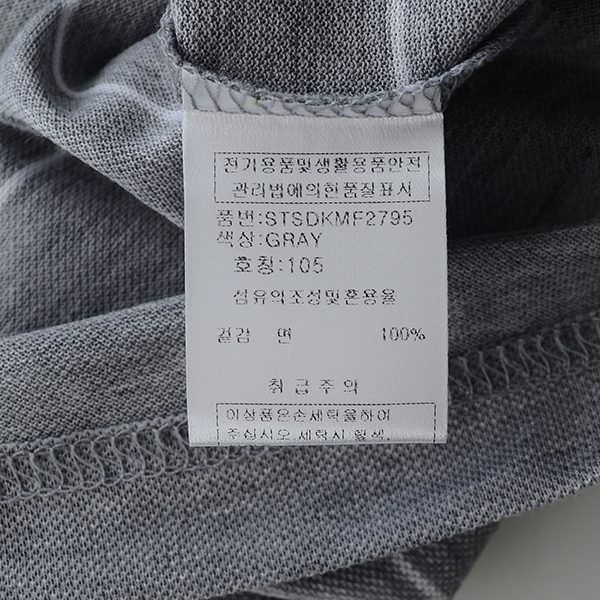 전기용품및생활용품안전
관리법에의한품질표시
품번:STSDKMF2795
색상:GRAY
호칭:105
섬유의조성및혼용율
겉감 면 100%
취급주의
이상품은손세탁을하여
주십시오.세탁시 탈색,